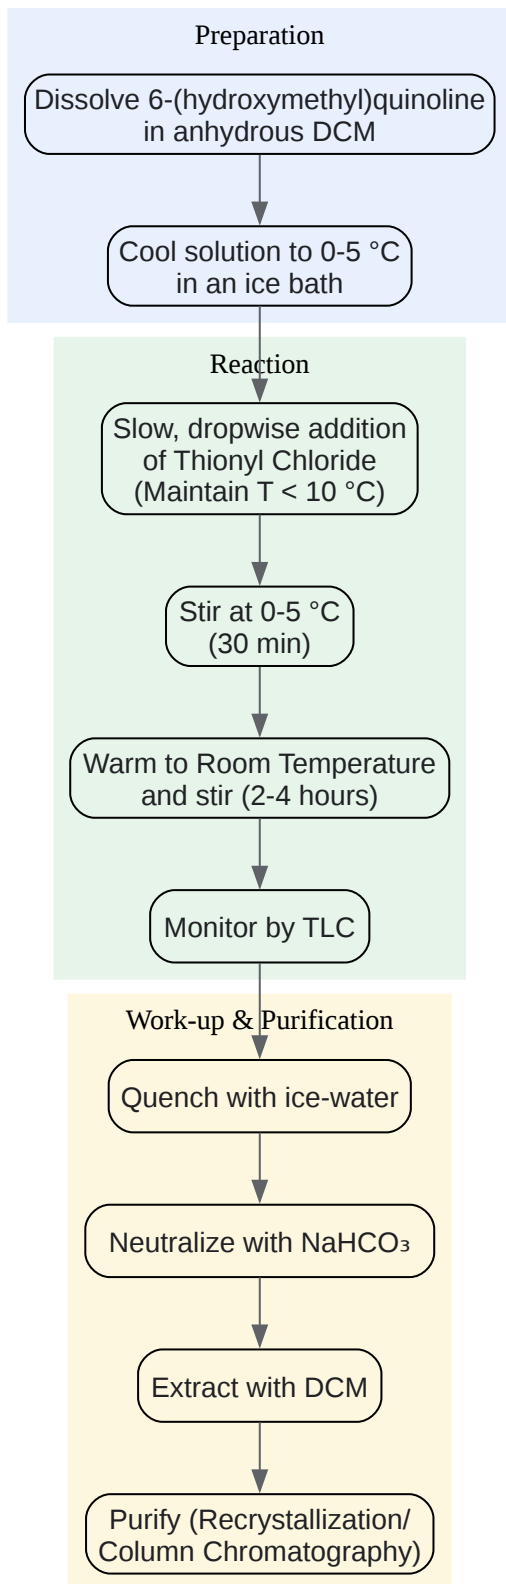 Preparation
Dissolve 6-(hydroxymethyl)quinoline
in anhydrous DCM
Cool solution to 0-5 °C
in an ice bath
Reaction
Slow, dropwise addition
of Thionyl Chloride
(Maintain T < 10 °C)
Stir at 0-5 °C
(30 min)
Warm to Room Temperature
and stir (2-4 hours)
Monitor by TLC
Work-up & Purification
Quench with ice-water
Neutralize with NaHCO₃
Extract with DCM
Purify (Recrystallization/
Column Chromatography)